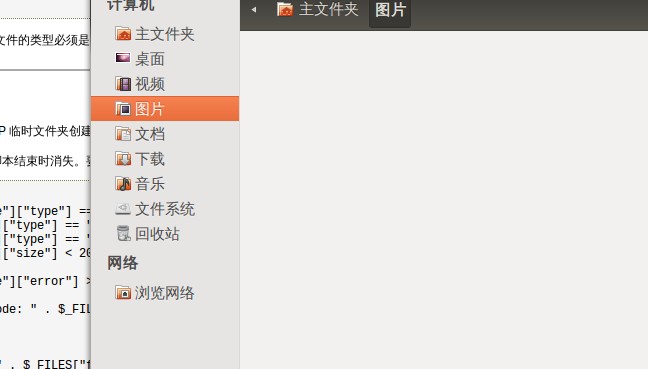 计算机
主文件夹
桌面
视频
图片
文档
下载
音乐
文件系统
回收站
网络
浏览网络
主文件夹 图片
文件的类型必须是
P 临时文件夹创建
本结束时消失。要
e"]["type"] ==
["type"] == "
["type"] == "
["size"] < 20
e"]["error"] >
ode: " . $_FIL
" . $_FILES["f